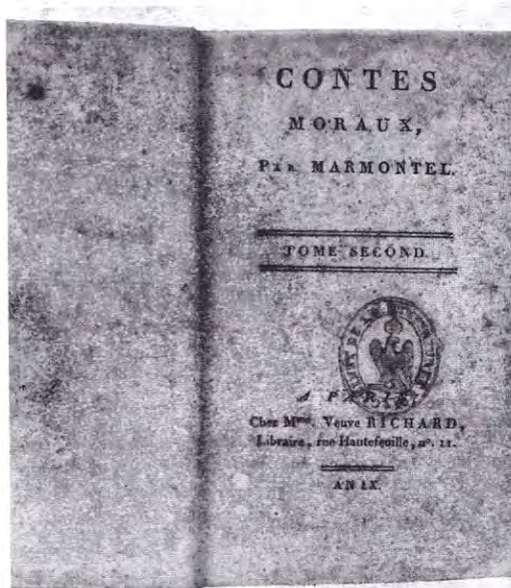 CONTES
MORAUX,
PAR MARMONTEL.
TOME SECOND.
A PARIS,
Chez Mme. Veuve RICHARD,
Libraire, rue Hautefeuille, nº. 11.
AN IX.